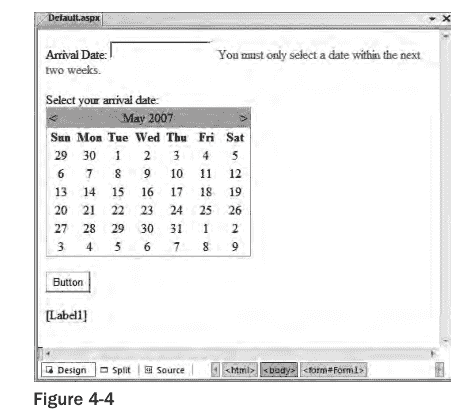 Default.aspx
Arrival Date: You must only select a date within the next
two weeks.
Select your arrival date:
< May 2007 >
Sun Mon Tue Wed Thu Fri Sat
29 30 1 2 3 4 5
6 7 8 9 10 11 12
13 14 15 16 17 18 19
20 21 22 23 24 25 26
27 28 29 30 31 1 2
3 4 5 6 7 8 9
Button
[Label1]
Design Split Source <html> <body> <form#Form1>
Figure 4-4